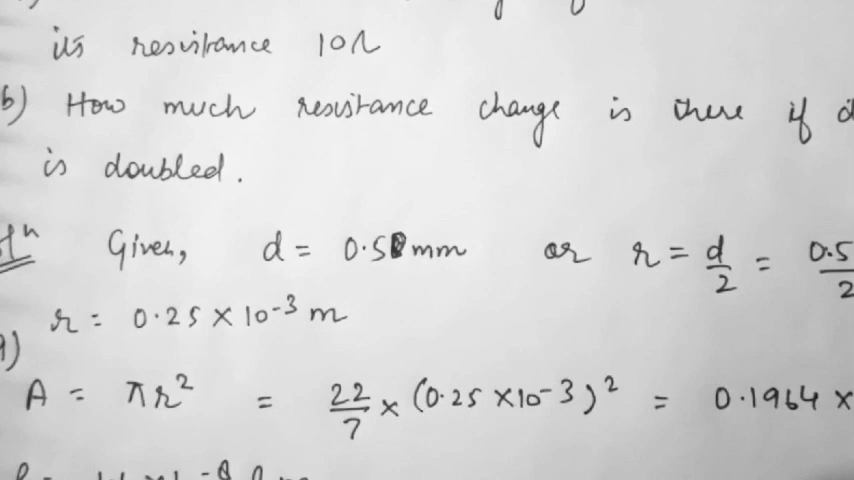 its resistance 10Ω
b) How much resistance change is there if d
is doubled.
Given, d = 0.5 mm or r = d/2 = 0.5/2
r = 0.25 × 10⁻³ m
A = πr² = 22/7 × (0.25 × 10⁻³)² = 0.1964 ×